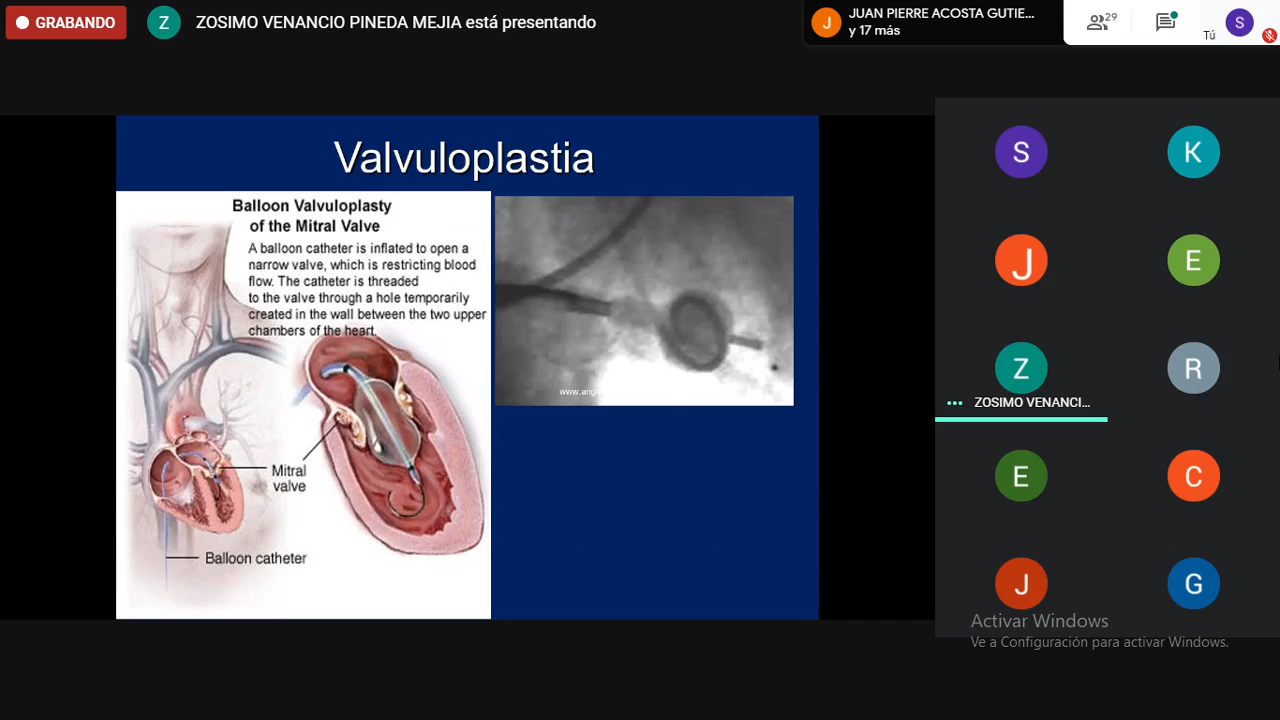 GRABANDO
Z
ZOSIMO VENANCIO PINEDA MEJIA está presentando
J
JUAN PIERRE ACOSTA GUTIE...
y 17 más
29
Tú
S
Valvuloplastia
Balloon Valvuloplasty
of the Mitral Valve
A balloon catheter is inflated to open a
narrow valve, which is restricting blood
flow. The catheter is threaded
to the valve through a hole temporarily
created in the wall between the two upper
chambers of the heart.
Mitral
valve
Balloon catheter
S
K
J
E
Z
R
ZOSIMO VENANCI...
E
C
J
G
Activar Windows
Ve a Configuración para activar Windows.